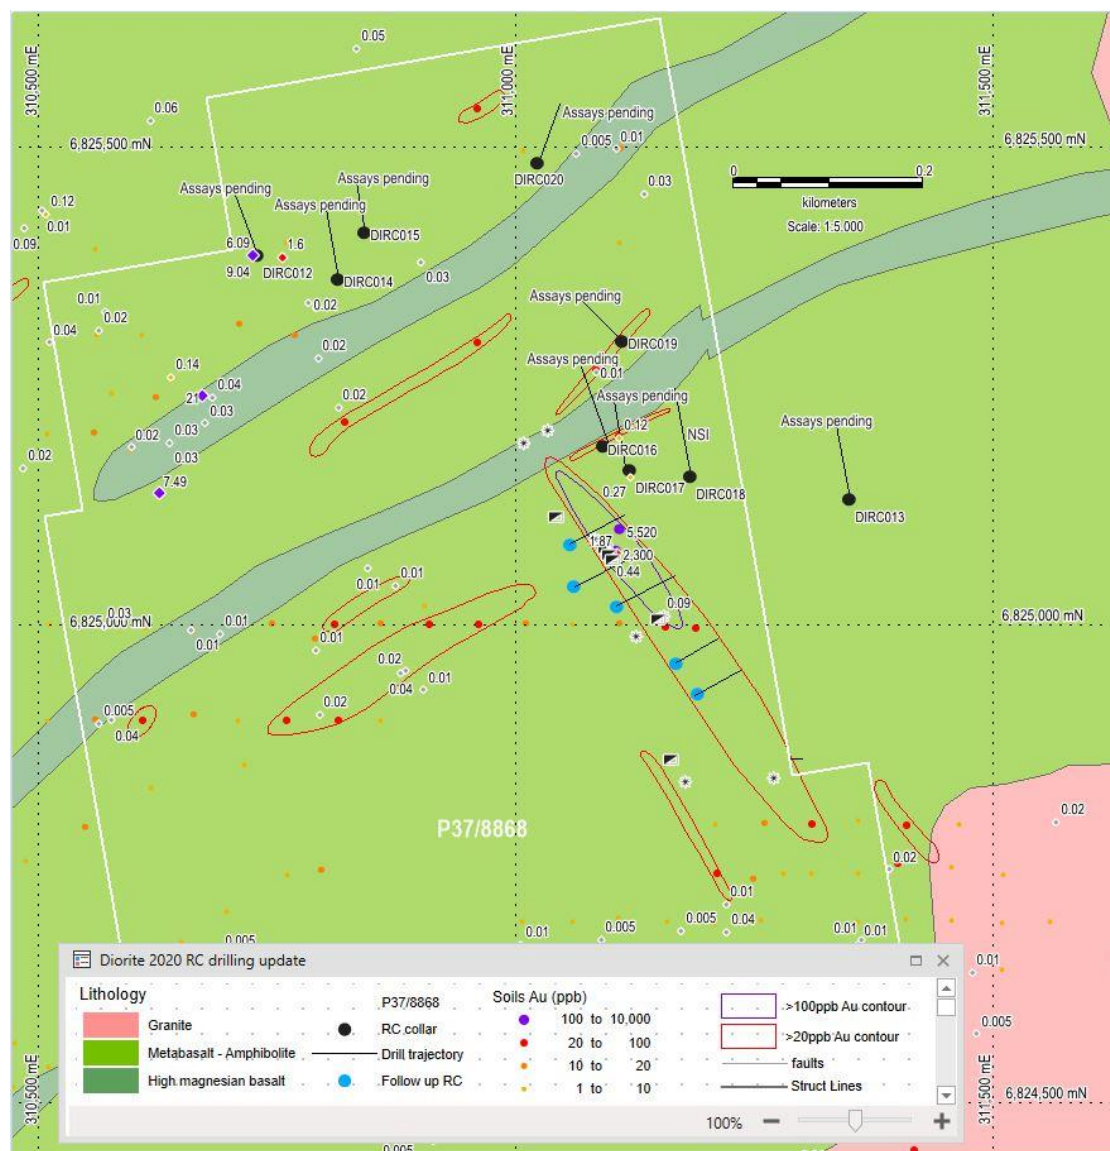 0.05
310,500 mE
311,000 mE
311,500 mE
0.06
Assays pending
6,825,500 mN
0.005
0.01
6,825,500 mN
DIRC020
0
0.2
kilometers
Scale: 1:5.000
Assays pending
Assays pending
Assays pending
0.03
0.12
0.01
0.09
6.09
1.6
DIRC015
9.04
DIRC012
DIRC014
0.03
0.01
0.02
0.02
Assays pending
0.04
DIRC019
0.02
Assays pending
0.14
0.01
0.04
21
Assays pending
0.02
0.03
0.12
NSI
Assays pending
0.02
0.03
DIRC016
0.02
0.03
7.49
0.27
DIRC017
DIRC018
DIRC013
5,520
1.87
2,300
0.44
0.01
0.01
0.09
0.03
6,825,000 mN
0.01
0.01
0.01
6,825,000 mN
0.02
0.04
0.01
0.005
0.02
0.04
P37/8868
0.02
0.02
0.01
0.005
0.04
0.005
0.01
0.005
0.01
0.01
0.01
0.005
Diorite 2020 RC drilling update
Lithology
Granite
Metabasalt - Amphibolite
High magnesian basalt
P37/8868
RC collar
Drill trajectory
Follow up RC
Soils Au (ppb)
100 to 10,000
20 to 100
10 to 20
1 to 10
>100ppb Au contour
>20ppb Au contour
faults
Struct Lines
100%
310,500 mE
311,500 mE
6,824,500 mN
0.005